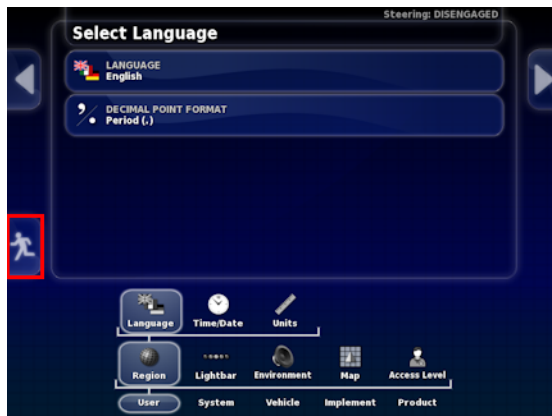 Steering: DISENGAGED
Select Language
LANGUAGE
English
DECIMAL POINT FORMAT
Period (.)
Language Time/Date Units
Region Lightbar Environment Map Access Level
User System Vehicle Implement Product